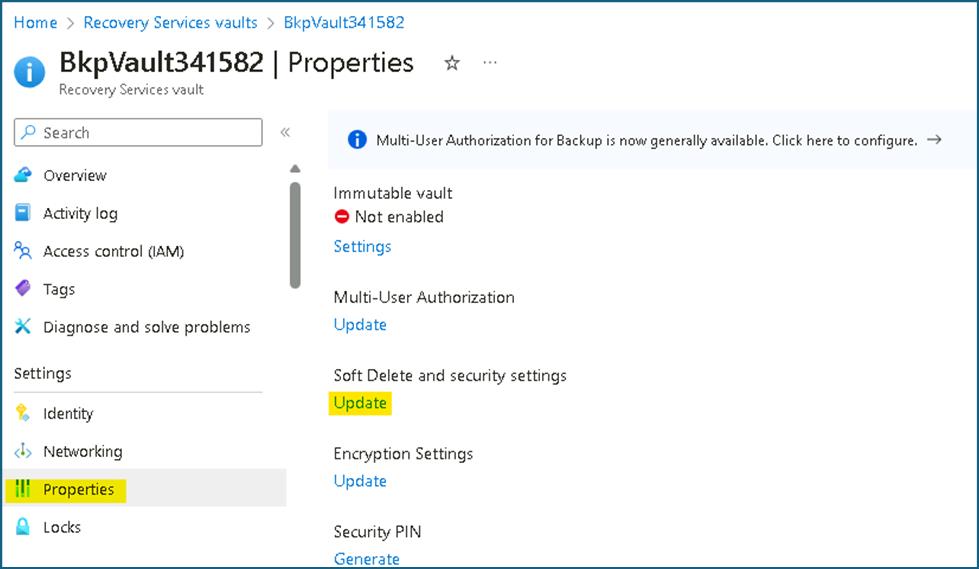 Home > Recovery Services vaults > BkpVault341582
BkpVault341582 | Properties
Recovery Services vault
Search
Overview
Activity log
Access control (IAM)
Tags
Diagnose and solve problems
Settings
Identity
Networking
Properties
Locks
Multi-User Authorization for Backup is now generally available. Click here to configure. →
Immutable vault
Not enabled
Settings
Multi-User Authorization
Update
Soft Delete and security settings
Update
Encryption Settings
Update
Security PIN
Generate